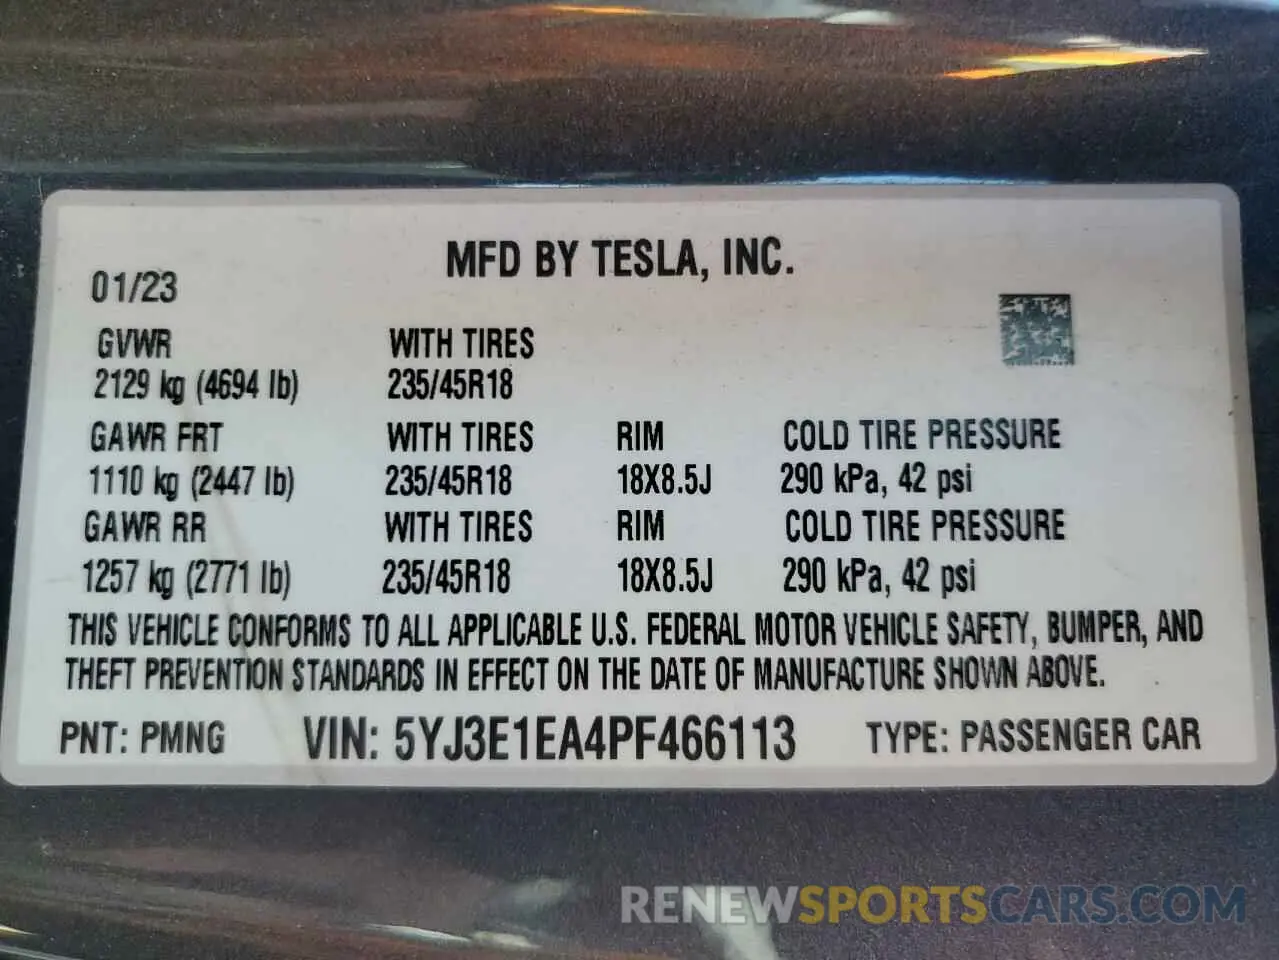 MFD BY TESLA, INC.
01/23
GVWR WITH TIRES
2129 kg (4694 lb) 235/45R18
GAWR FRT WITH TIRES RIM COLD TIRE PRESSURE
1110 kg (2447 lb) 235/45R18 18X8.5J 290 kPa, 42 psi
GAWR RR WITH TIRES RIM COLD TIRE PRESSURE
1257 kg (2771 lb) 235/45R18 18X8.5J 290 kPa, 42 psi
THIS VEHICLE CONFORMS TO ALL APPLICABLE U.S. FEDERAL MOTOR VEHICLE SAFETY, BUMPER, AND
THEFT PREVENTION STANDARDS IN EFFECT ON THE DATE OF MANUFACTURE SHOWN ABOVE.
PNT: PMNG VIN: 5YJ3E1EA4PF466113 TYPE: PASSENGER CAR
RENEWSPORTSCARS.COM